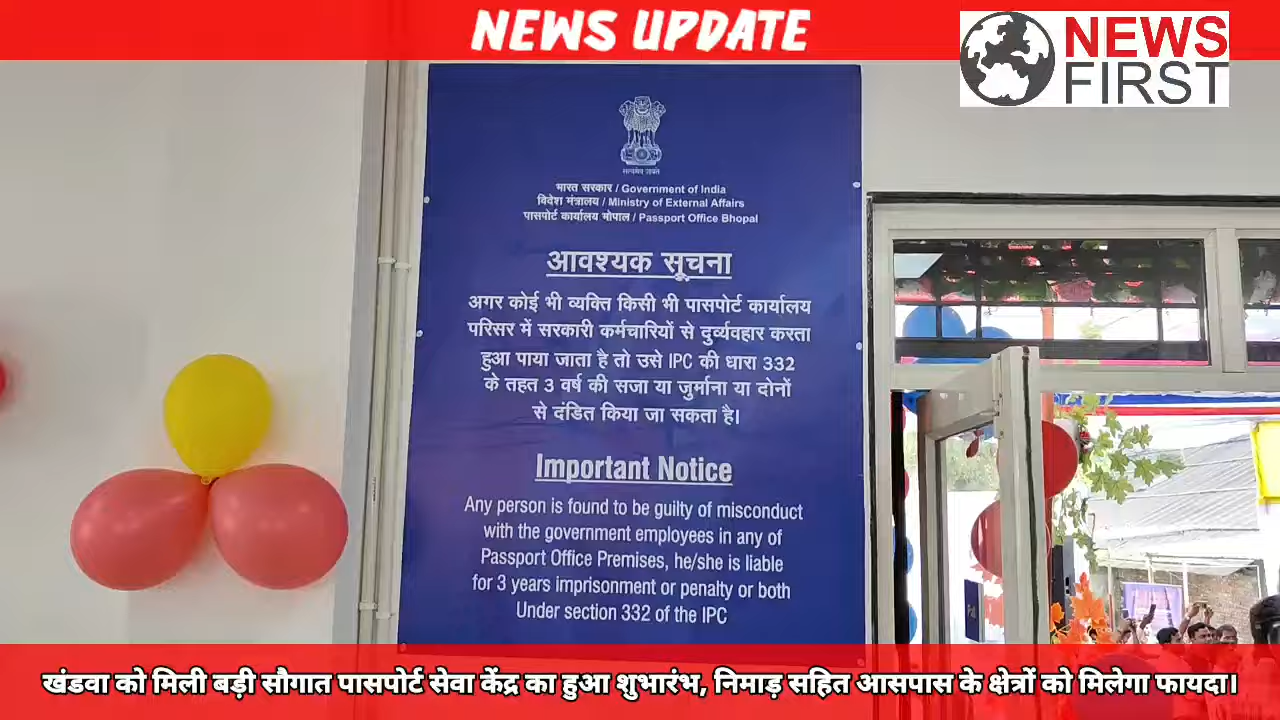 NEWS UPDATE
NEWS
FIRST
सत्यमेव जयते
भारत सरकार / Government of India
विदेश मंत्रालय / Ministry of External Affairs
पासपोर्ट कार्यालय भोपाल / Passport Office Bhopal
आवश्यक सूचना
अगर कोई भी व्यक्ति किसी भी पासपोर्ट कार्यालय
परिसर में सरकारी कर्मचारियों से दुर्व्यवहार करता
हुआ पाया जाता है तो उसे IPC की धारा 332
के तहत 3 वर्ष की सजा या जुर्माना या दोनों
से दंडित किया जा सकता है।
Important Notice
Any person is found to be guilty of misconduct
with the government employees in any of
Passport Office Premises, he/she is liable
for 3 years imprisonment or penalty or both
Under section 332 of the IPC
खंडवा को मिली बड़ी सौगात पासपोर्ट सेवा केंद्र का हुआ शुभारंभ, निमाड़ सहित आसपास के क्षेत्रों को मिलेगा फायदा।